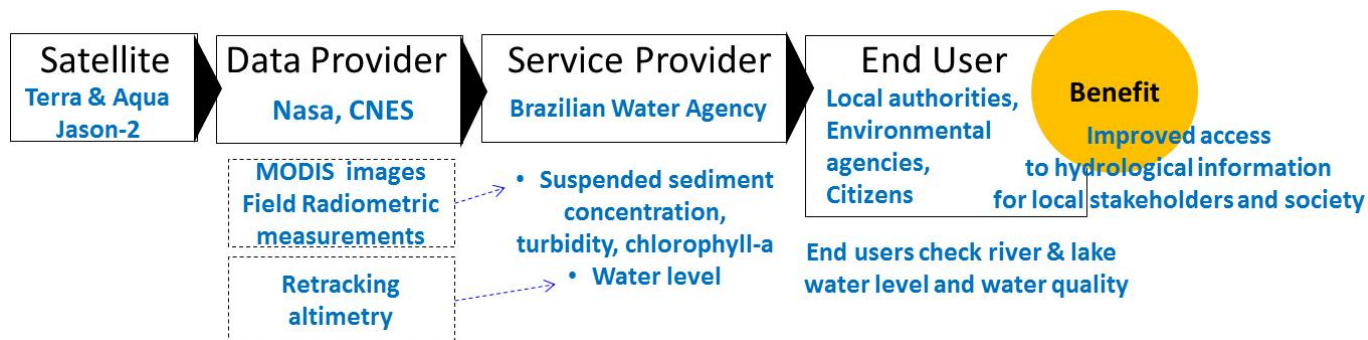 Satellite
Terra & Aqua
Jason-2
Data Provider
Nasa, CNES
Service Provider
Brazilian Water Agency
End User
Local authorities,
Environmental
agencies,
Citizens
Benefit
Improved access
to hydrological information
for local stakeholders and society
MODIS images
Field Radiometric
measurements
• Suspended sediment
concentration,
turbidity, chlorophyll-a
• Water level
Retracking
altimetry
End users check river & lake
water level and water quality